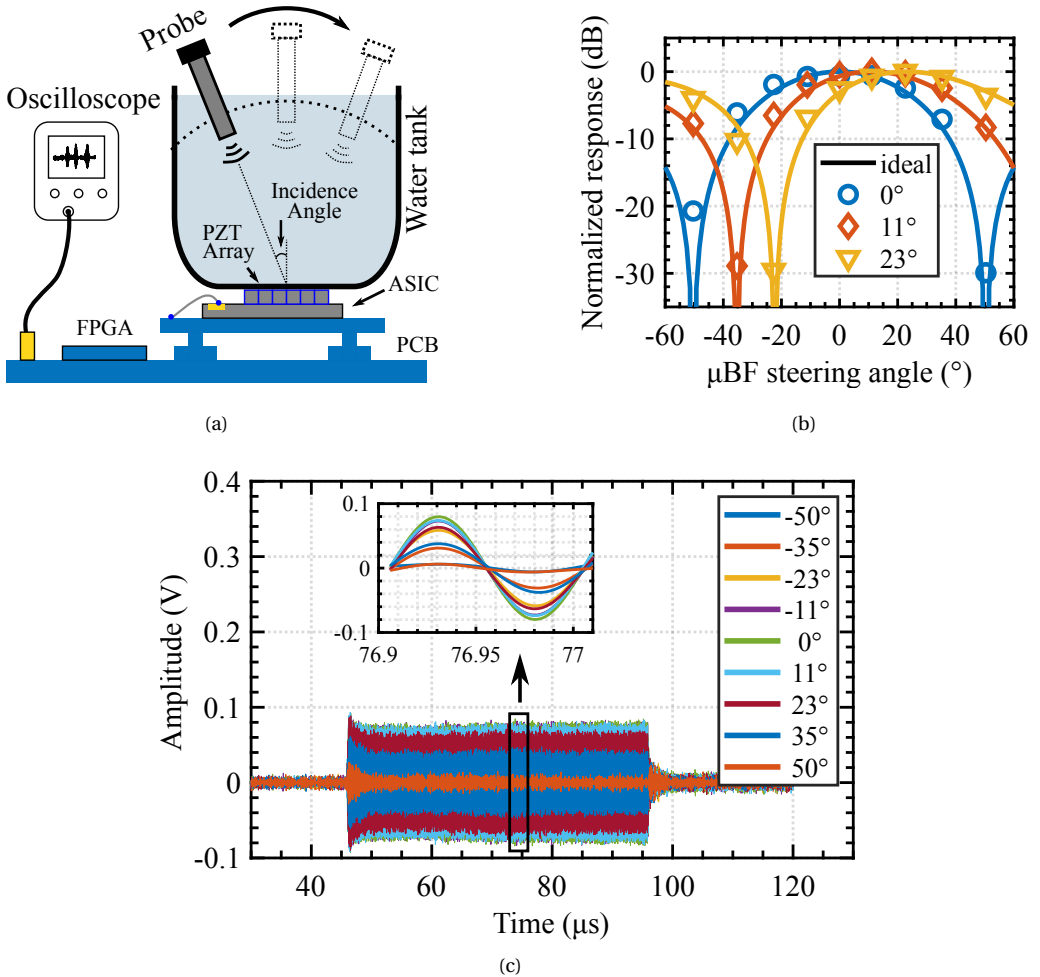 Probe
Oscilloscope
Water tank
Incidence
Angle
PZT
Array
ASIC
FPGA
PCB
(a)
Normalized response (dB)
0
-10
-20
-30
ideal
0°
11°
23°
-60 -40 -20 0 20 40 60
μBF steering angle (°)
(b)
Amplitude (V)
0.4
0.3
0.2
0.1
0
-0.1
0.1
0
-0.1
76.9 76.95 77
-50°
-35°
-23°
-11°
0°
11°
23°
35°
50°
40 60 80 100 120
Time (μs)
(c)